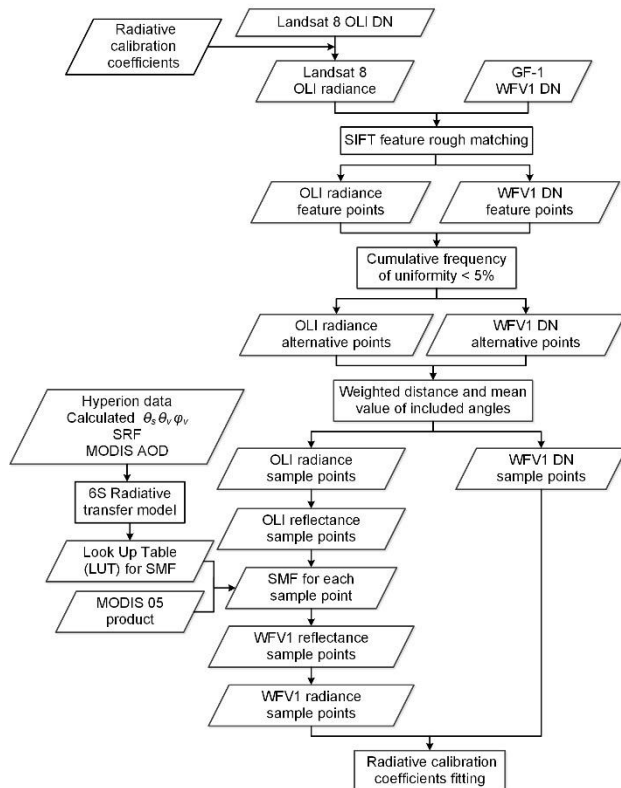 Landsat 8 OLI DN
Radiative
calibration
coefficients
Landsat 8
OLI radiance
GF-1
WFV1 DN
SIFT feature rough matching
OLI radiance
feature points
WFV1 DN
feature points
Cumulative frequency
of uniformity < 5%
OLI radiance
alternative points
WFV1 DN
alternative points
Weighted distance and mean
value of included angles
Hyperion data
Calculated θs θv φv
SRF
MODIS AOD
OLI radiance
sample points
WFV1 DN
sample points
6S Radiative
transfer model
OLI reflectance
sample points
Look Up Table
(LUT) for SMF
SMF for each
sample point
MODIS 05
product
WFV1 reflectance
sample points
WFV1 radiance
sample points
Radiative calibration
coefficients fitting